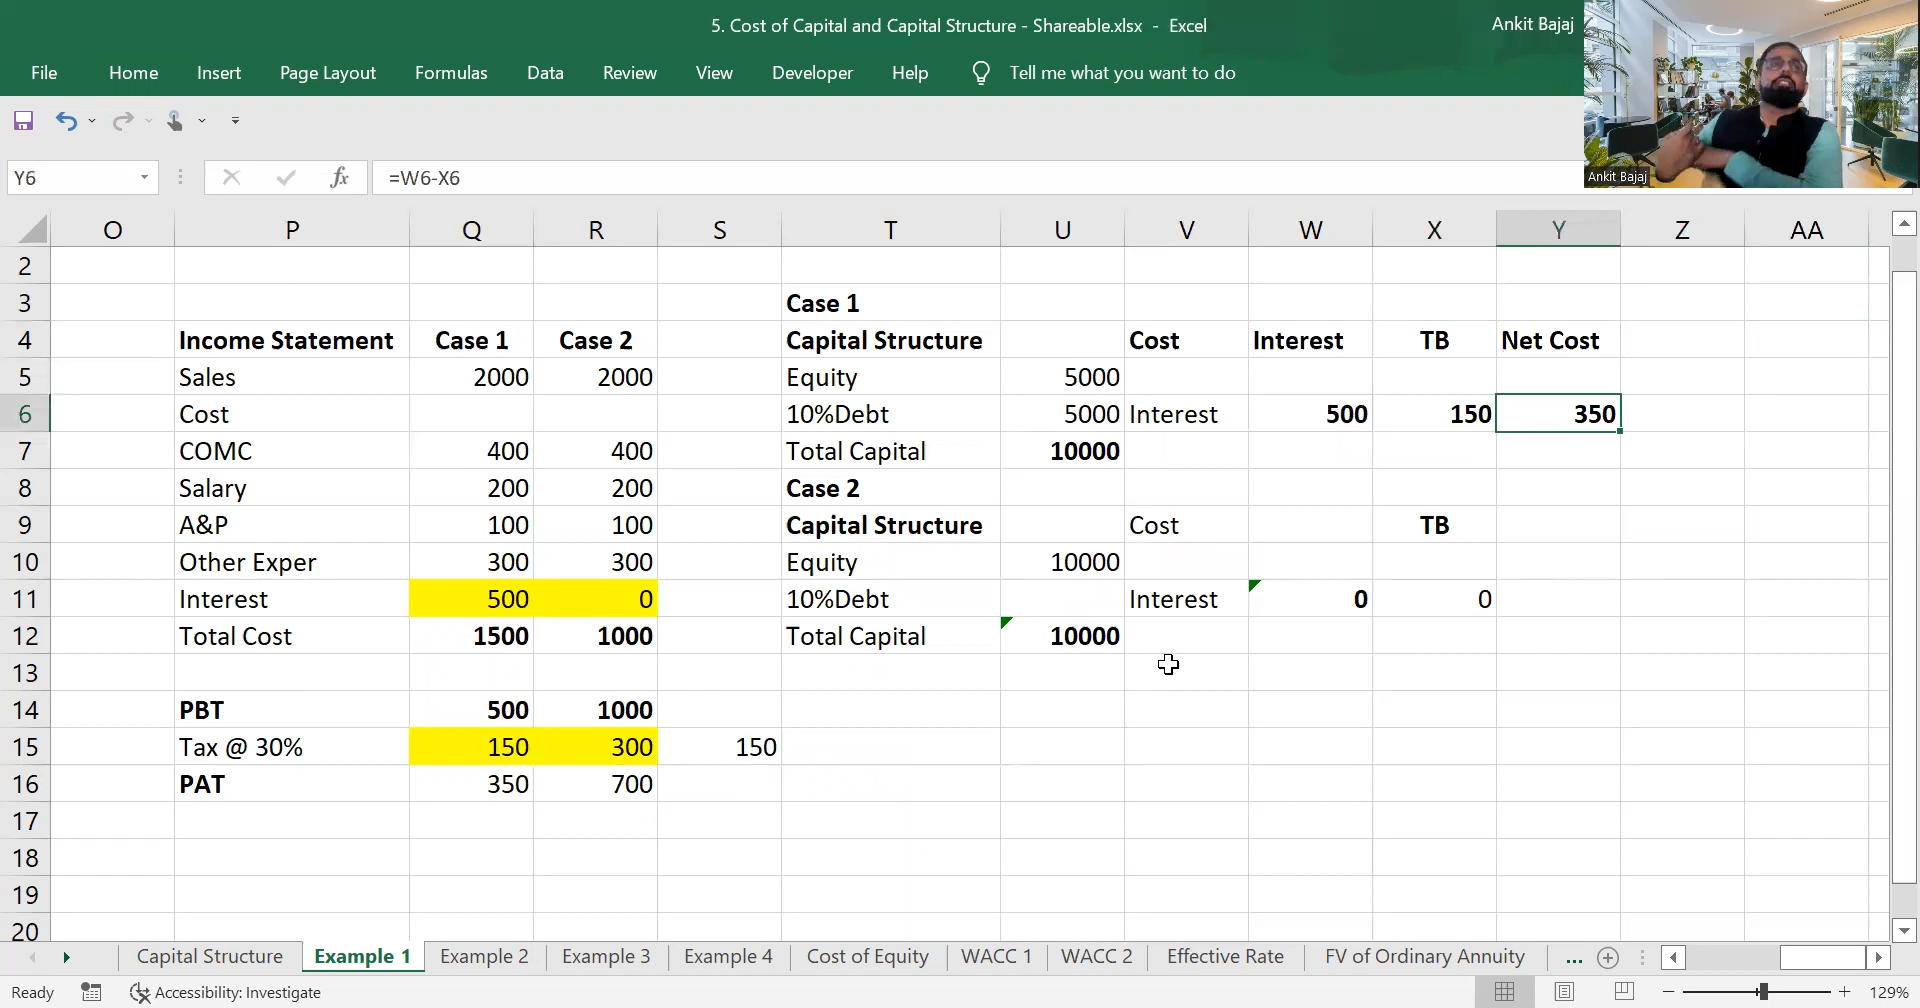 5. Cost of Capital and Capital Structure - Shareable.xlsx - Excel
Ankit Bajaj
File Home Insert Page Layout Formulas Data Review View Developer Help Tell me what you want to do
Ankit Bajaj
Y6 fx =W6-X6
O P Q R S T U V W X Y Z AA
2
3 Case 1
4 Income Statement Case 1 Case 2 Capital Structure Cost Interest TB Net Cost
5 Sales 2000 2000 Equity 5000
6 Cost 10%Debt 5000 Interest 500 150 350
7 COMC 400 400 Total Capital 10000
8 Salary 200 200 Case 2
9 A&P 100 100 Capital Structure Cost TB
10 Other Exper 300 300 Equity 10000
11 Interest 500 0 10%Debt Interest 0 0
12 Total Cost 1500 1000 Total Capital 10000
13
14 PBT 500 1000
15 Tax @ 30% 150 300 150
16 PAT 350 700
17
18
19
20
Capital Structure Example 1 Example 2 Example 3 Example 4 Cost of Equity WACC 1 WACC 2 Effective Rate FV of Ordinary Annuity ...
Ready Accessibility: Investigate 129%